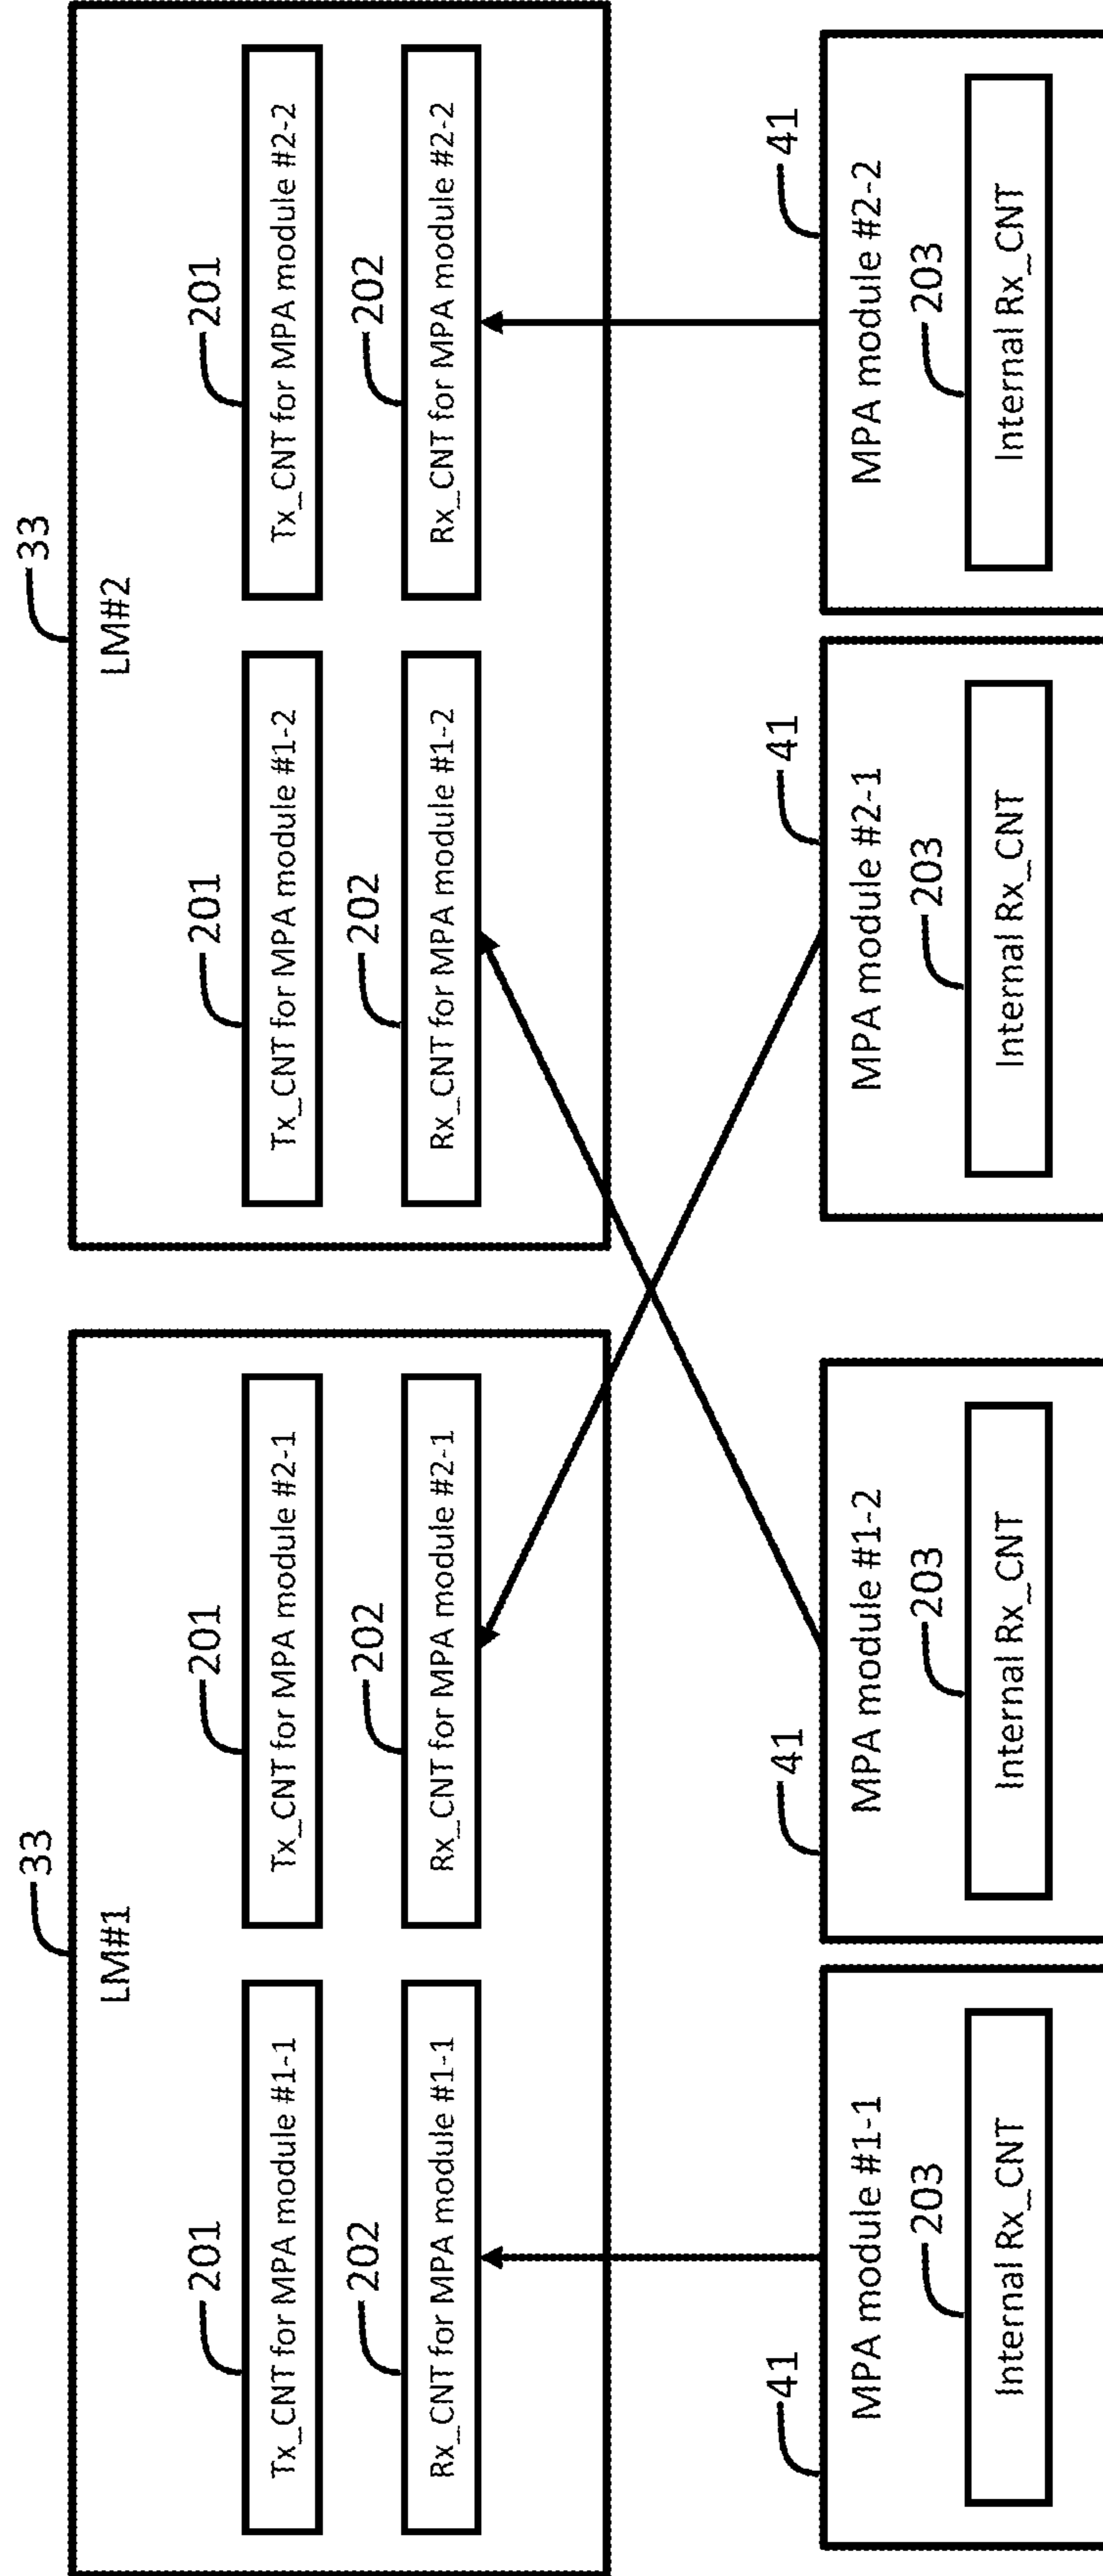 33
LM#1
201
Tx_CNT for MPA module #1-1
201
Tx_CNT for MPA module #2-1
202
Rx_CNT for MPA module #1-1
202
Rx_CNT for MPA module #2-1
33
LM#2
201
Tx_CNT for MPA module #1-2
201
Tx_CNT for MPA module #2-2
202
Rx_CNT for MPA module #1-2
202
Rx_CNT for MPA module #2-2
41
MPA module #1-1
203
Internal Rx_CNT
41
MPA module #1-2
203
Internal Rx_CNT
41
MPA module #2-1
203
Internal Rx_CNT
41
MPA module #2-2
203
Internal Rx_CNT